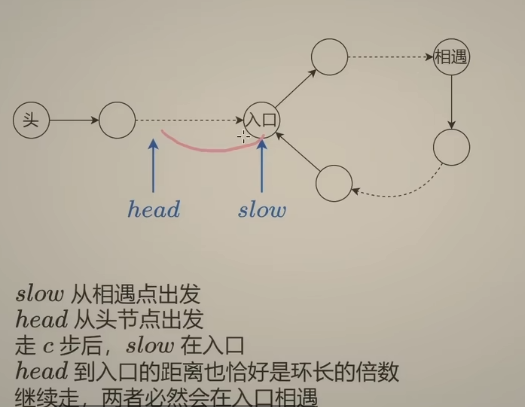 头
入口
相遇
head
slow
slow 从相遇点出发
head 从头节点出发
走 c 步后，slow 在入口
head 到入口的距离也恰好是环长的倍数
继续走，两者必然会在入口相遇